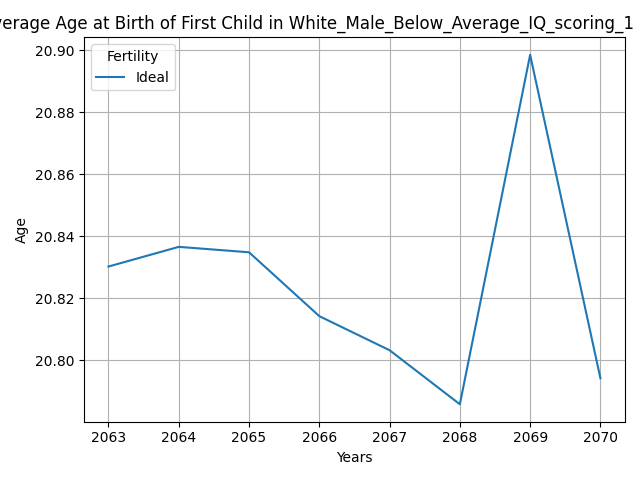 verage Age at Birth of First Child in White_Male_Below_Average_IQ_scoring_1
Fertility
Ideal
20.90
20.88
20.86
20.84
20.82
20.80
Age
2063 2064 2065 2066 2067 2068 2069 2070
Years